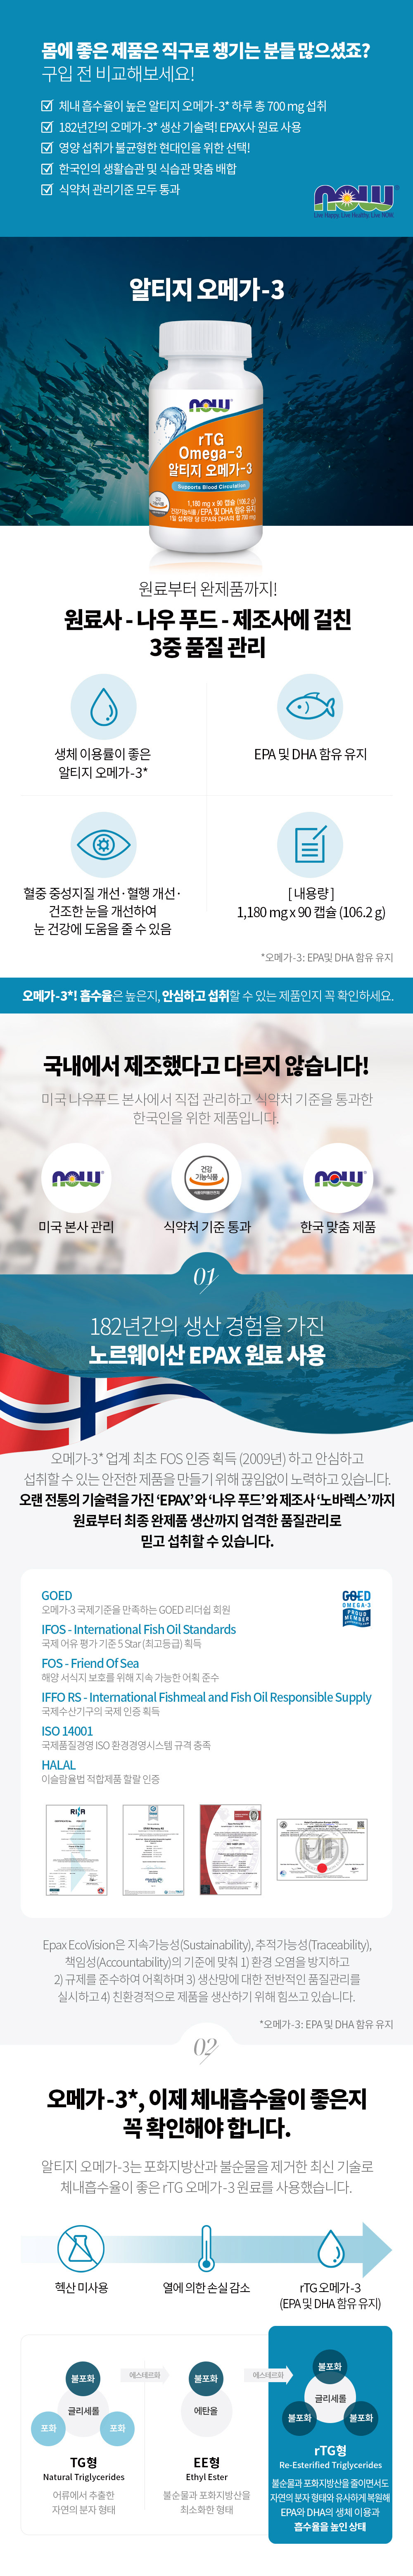 몸에 좋은 제품은 직구로 챙기는 분들 많으셨죠?
구입 전 비교해보세요!
체내 흡수율이 높은 알티지 오메가-3* 하루 총 700 mg 섭취
182년간의 오메가-3* 생산 기술력! EPAX사 원료 사용
영양 섭취가 불균형한 현대인을 위한 선택!
한국인의 생활습관 및 식습관 맞춤 배합
식약처 관리기준 모두 통과
NOW®
Live Happy. Live Healthy. Live NOW.
알티지 오메가-3
NOW
rTG
Omega-3
알티지 오메가-3
Supports Blood Circulation
1,180 mg x 90 캡슐 (106.2 g)
건강기능식품 / EPA 및 DHA 함유 유지
1일 섭취량 당 EPA와 DHA의 합 700 mg
원료부터 완제품까지!
원료사 - 나우 푸드 - 제조사에 걸친
3중 품질 관리
생체 이용률이 좋은
알티지 오메가-3*
EPA 및 DHA 함유 유지
혈중 중성지질 개선 · 혈행 개선 ·
건조한 눈을 개선하여
눈 건강에 도움을 줄 수 있음
[ 내용량 ]
1,180 mg x 90 캡슐 (106.2 g)
*오메가-3 : EPA및 DHA 함유 유지
오메가-3*! 흡수율은 높은지, 안심하고 섭취할 수 있는 제품인지 꼭 확인하세요.
국내에서 제조했다고 다르지 않습니다!
미국 나우푸드 본사에서 직접 관리하고 식약처 기준을 통과한
한국인을 위한 제품입니다.
NOW®
건강
기능식품
식품의약품안전처
NOW®
미국 본사 관리
식약처 기준 통과
한국 맞춤 제품
01
182년간의 생산 경험을 가진
노르웨이산 EPAX 원료 사용
오메가-3* 업계 최초 FOS 인증 획득 (2009년) 하고 안심하고
섭취할 수 있는 안전한 제품을 만들기 위해 끊임없이 노력하고 있습니다.
오랜 전통의 기술력을 가진 ‘EPAX’ 와 ‘나우 푸드’ 와 제조사 ‘노바렉스’ 까지
원료부터 최종 완제품 생산까지 엄격한 품질관리로
믿고 섭취할 수 있습니다.
GOED
오메가-3 국제기준을 만족하는 GOED 리더쉽 회원
GOED
OMEGA-3
PROUD
MEMBER
IFOS - International Fish Oil Standards
국제 어유 평가 기준 5 Star (최고등급) 획득
FOS - Friend Of Sea
해양 서식지 보호를 위해 지속 가능한 어획 준수
IFFO RS - International Fishmeal and Fish Oil Responsible Supply
국제수산기구의 국제 인증 획득
ISO 14001
국제품질경영 ISO 환경경영시스템 규격 충족
HALAL
이슬람율법 적합제품 할랄 인증
RINA
Epax EcoVision은 지속가능성(Sustainability), 추적가능성(Traceability),
책임성(Accountability)의 기준에 맞춰 1) 환경 오염을 방지하고
2) 규제를 준수하여 어획하며 3) 생산망에 대한 전반적인 품질관리를
실시하고 4) 친환경적으로 제품을 생산하기 위해 힘쓰고 있습니다.
*오메가-3 : EPA 및 DHA 함유 유지
02
오메가-3*, 이제 체내흡수율이 좋은지
꼭 확인해야 합니다.
알티지 오메가-3는 포화지방산과 불순물을 제거한 최신 기술로
체내흡수율이 좋은 rTG 오메가-3 원료를 사용했습니다.
헥산 미사용
열에 의한 손실 감소
rTG 오메가-3
(EPA 및 DHA 함유 유지)
불포화
글리세롤
포화
포화
에스테르화
불포화
에탄올
에스테르화
불포화
글리세롤
불포화
불포화
TG형
Natural Triglycerides
어류에서 추출한
자연의 분자 형태
EE형
Ethyl Ester
불순물과 포화지방산을
최소화한 형태
rTG형
Re-Esterified Triglycerides
불순물과 포화지방산을 줄이면서도
자연의 분자 형태와 유사하게 복원해
EPA와 DHA의 생체 이용과
흡수율을 높인 상태